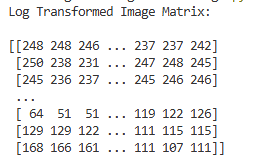 Log Transformed Image Matrix:
[[248 248 246 ... 237 237 242]
[250 238 231 ... 247 248 245]
[245 236 237 ... 245 246 246]
...
[ 64  51  51 ... 119 122 126]
[129 129 122 ... 111 115 115]
[168 166 161 ... 111 107 111]]